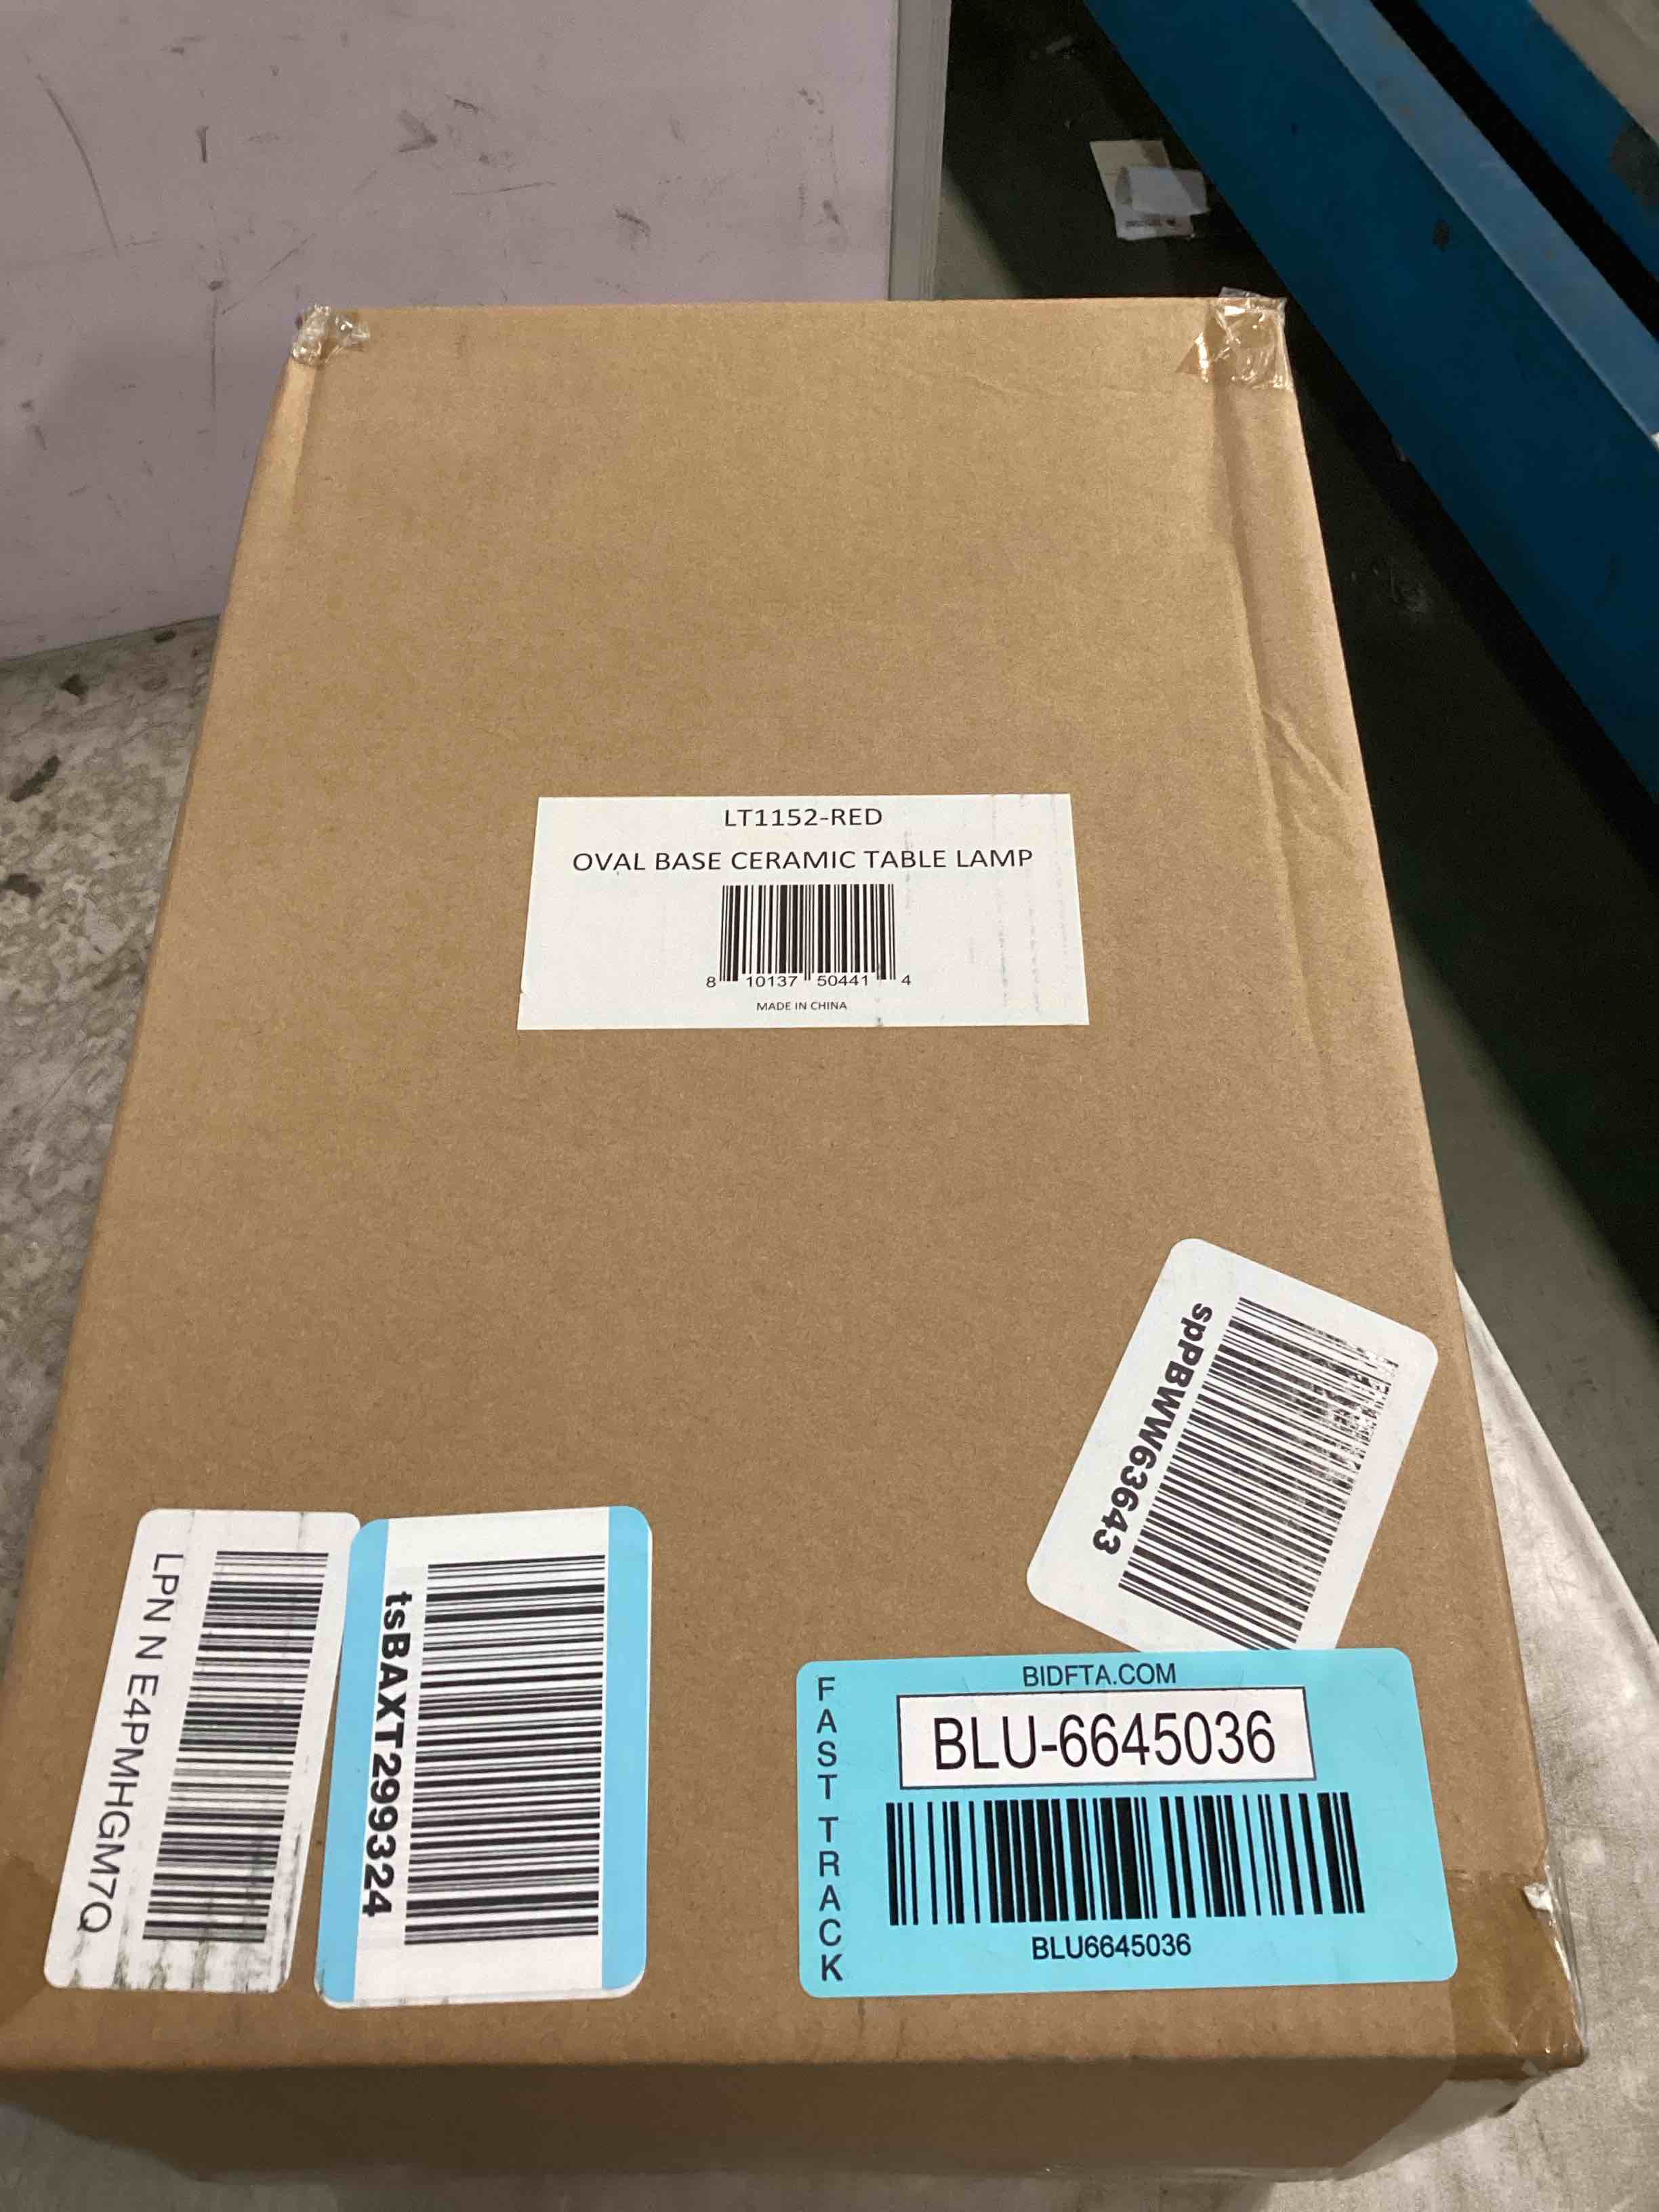 LT1152-RED
OVAL BASE CERAMIC TABLE LAMP
8 10137 50441 4
MADE IN CHINA
spPBWW63643
LPN N E4PMHGM7Q
tsBAXT299324
FAST TRACK
BIDFTA.COM
BLU-6645036
BLU6645036